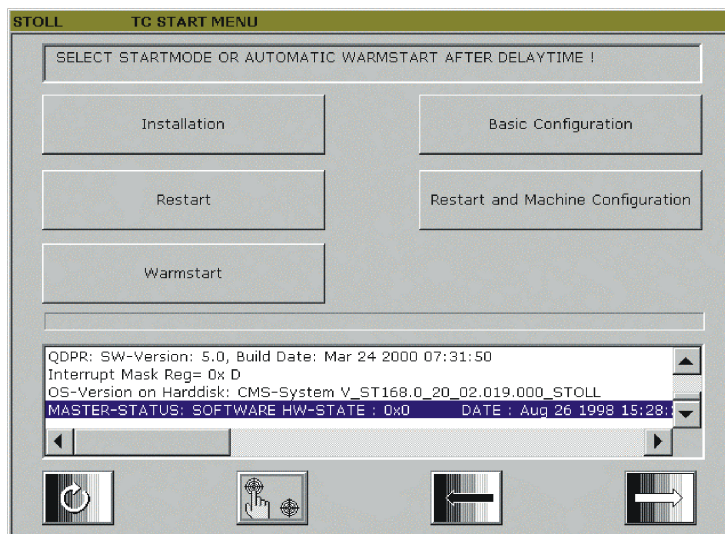 STOLL TC START MENU
SELECT STARTMODE OR AUTOMATIC WARMSTART AFTER DELAYTIME !
Installation
Basic Configuration
Restart
Restart and Machine Configuration
Warmstart
QDPR: SW-Version: 5.0, Build Date: Mar 24 2000 07:31:50
Interrupt Mask Reg= 0x D
OS-Version on Harddisk: CMS-System V_ST168.0_20_02.019.000_STOLL
MASTER-STATUS: SOFTWARE HW-STATE : 0x0 DATE : Aug 26 1998 15:28: